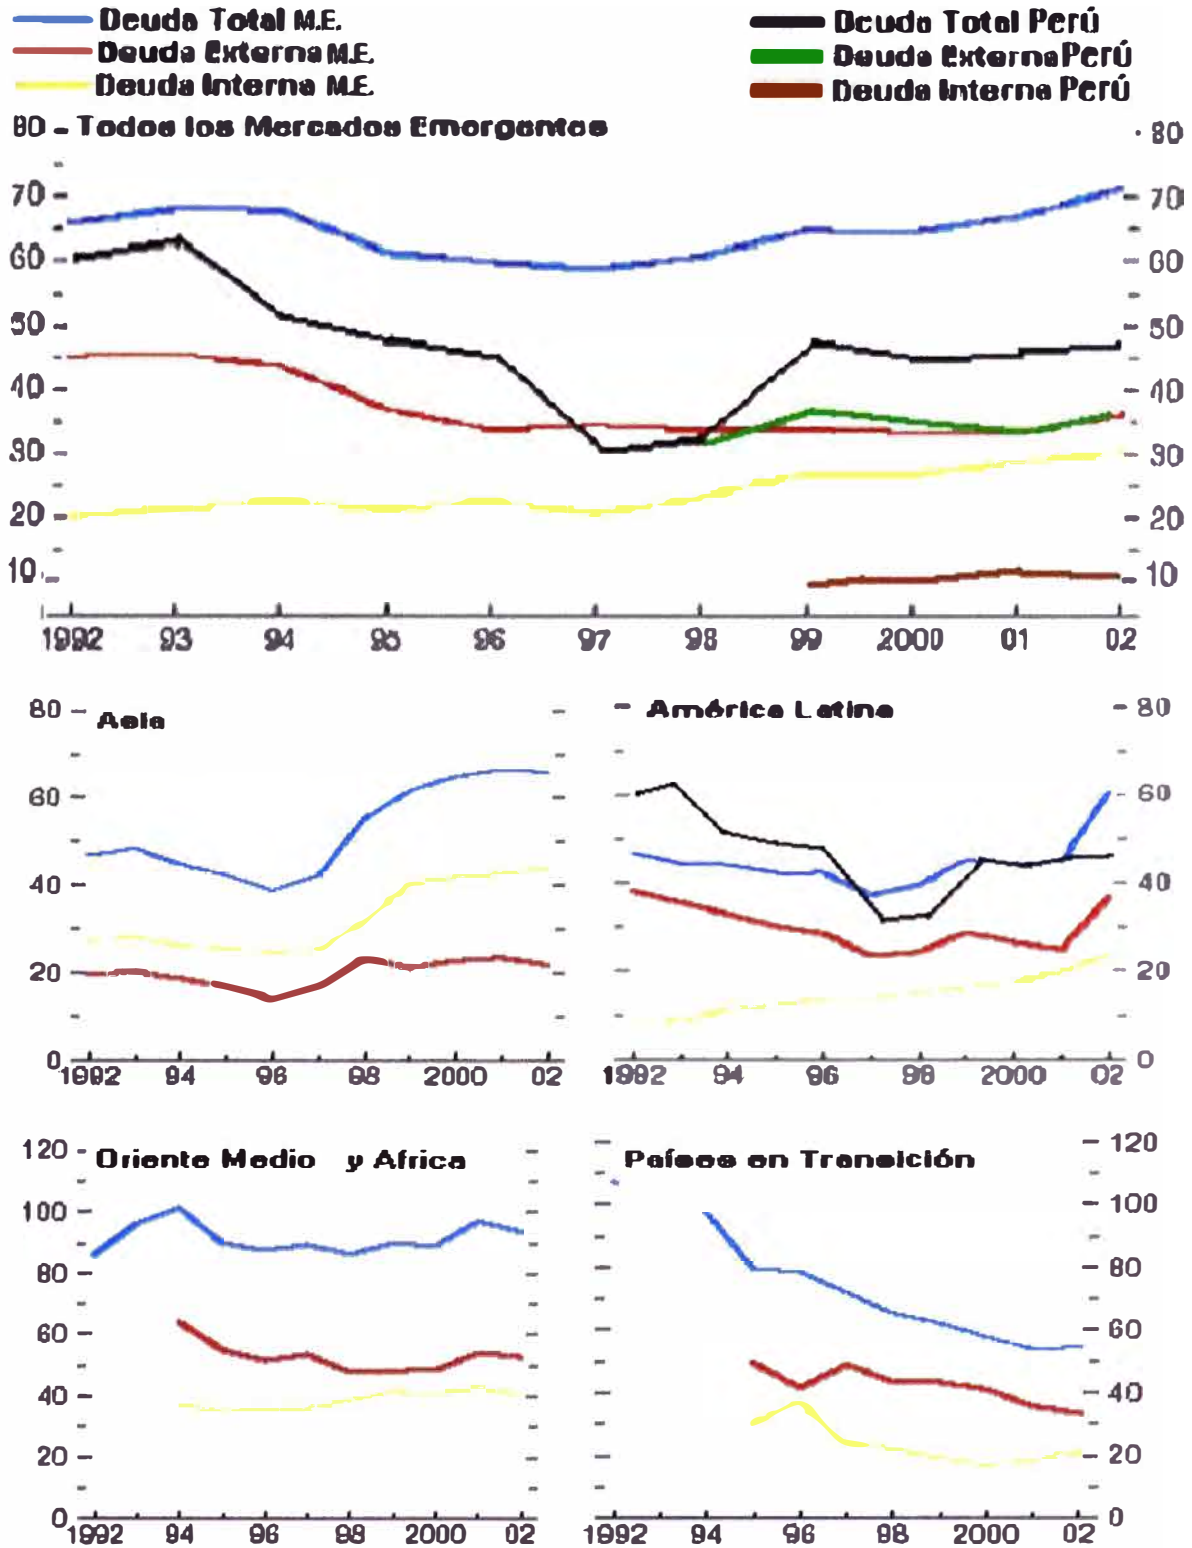 Deuda Total M.E.
Deuda Externa M.E.
Deuda Interna M.E.
Deuda Total Perú
Deuda Externa Perú
Deuda Interna Perú
80 Todos los Mercados Emergentes 80
70 70
60 60
50 50
40 40
30 30
20 20
10 10
1992 93 94 95 96 97 98 99 2000 01 02
80 Asia América Latina 80
60 60
40 40
20 20
0 0
1992 94 96 98 2000 02 1992 94 96 98 2000 02
120 Oriente Medio y Africa Países en Transición 120
100 100
80 80
60 60
40 40
20 20
0 0
1992 94 96 98 2000 02 1992 94 96 98 2000 02